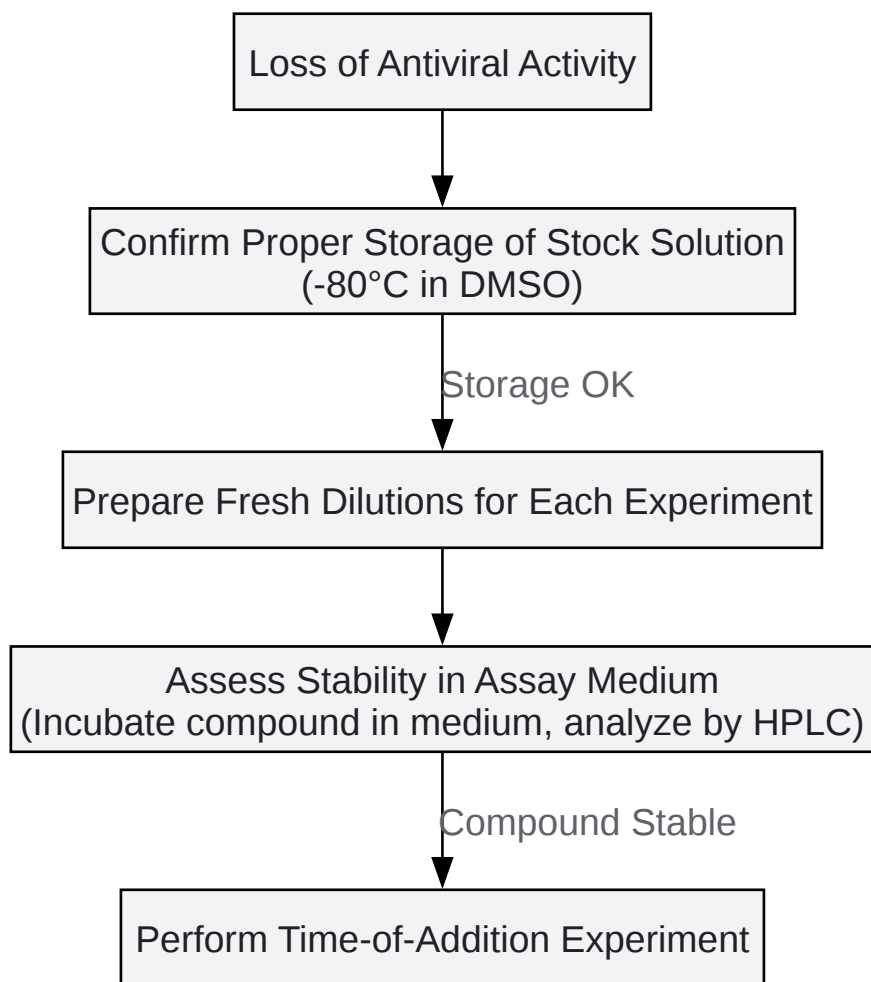 Loss of Antiviral Activity
Confirm Proper Storage of Stock Solution
(-80°C in DMSO)
Storage OK
Prepare Fresh Dilutions for Each Experiment
Assess Stability in Assay Medium
(Incubate compound in medium, analyze by HPLC)
Compound Stable
Perform Time-of-Addition Experiment